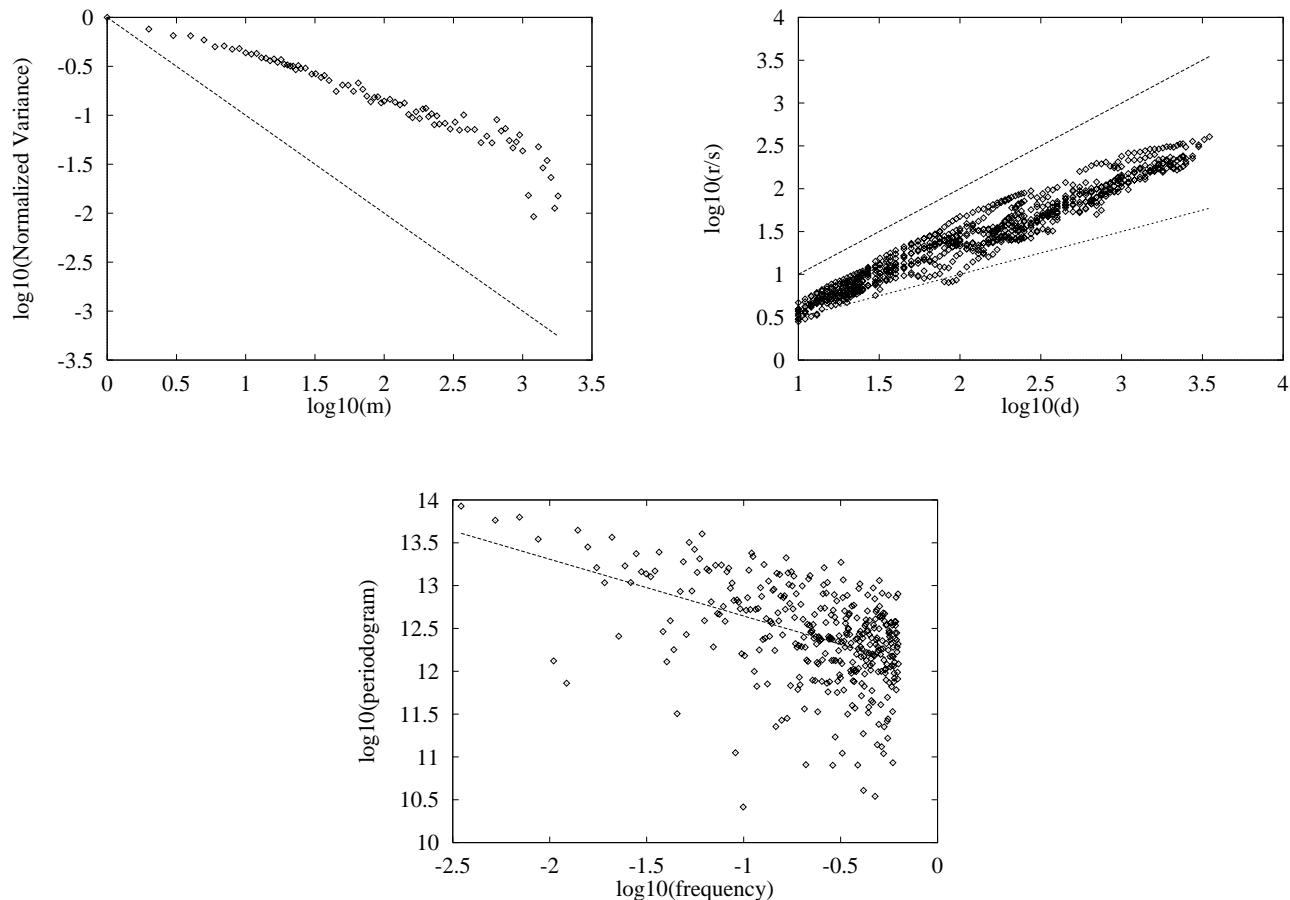 0
-0.5
-1
-1.5
-2
-2.5
-3
-3.5
log10(Normalized Variance)
0 0.5 1 1.5 2 2.5 3 3.5
log10(m)
4
3.5
3
2.5
2
1.5
1
0.5
0
log10(r/s)
1 1.5 2 2.5 3 3.5 4
log10(d)
14
13.5
13
12.5
12
11.5
11
10.5
10
log10(periodogram)
-2.5 -2 -1.5 -1 -0.5 0
log10(frequency)